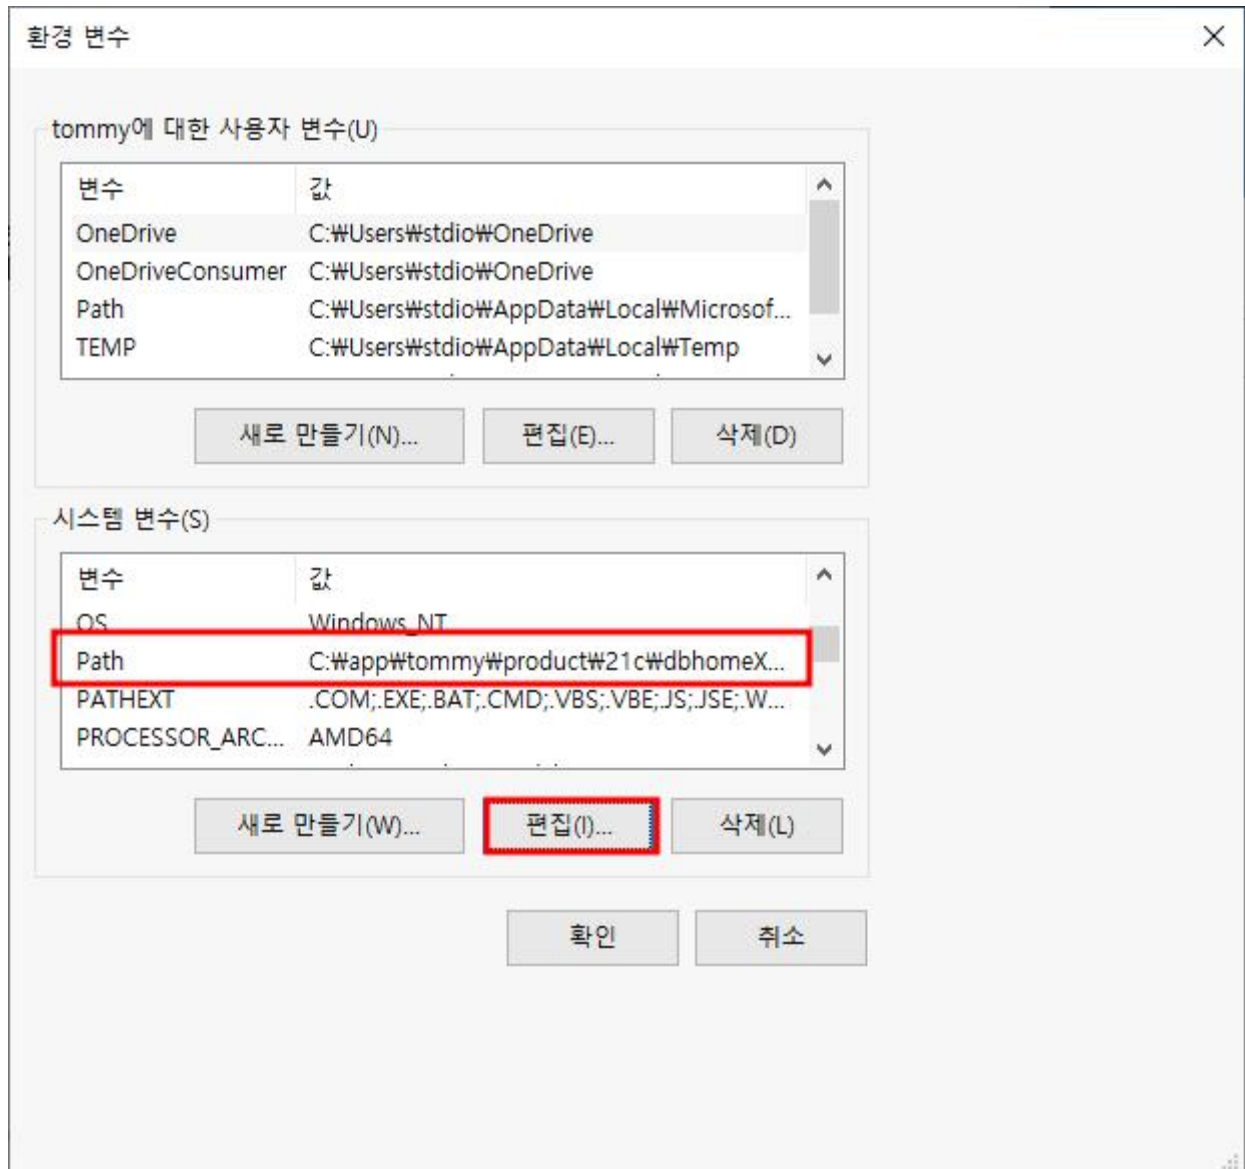 환경 변수
tommy에 대한 사용자 변수(U)
변수 값
OneDrive C:₩Users₩stdio₩OneDrive
OneDriveConsumer C:₩Users₩stdio₩OneDrive
Path C:₩Users₩stdio₩AppData₩Local₩Microsof...
TEMP C:₩Users₩stdio₩AppData₩Local₩Temp
새로 만들기(N)... 편집(E)... 삭제(D)
시스템 변수(S)
변수 값
OS Windows_NT
Path C:₩app₩tommy₩product₩21c₩dbhomeX...
PATHEXT .COM;.EXE;.BAT;.CMD;.VBS;.VBE;.JS;.JSE;.W...
PROCESSOR_ARC... AMD64
새로 만들기(W)... 편집(I)... 삭제(L)
확인 취소